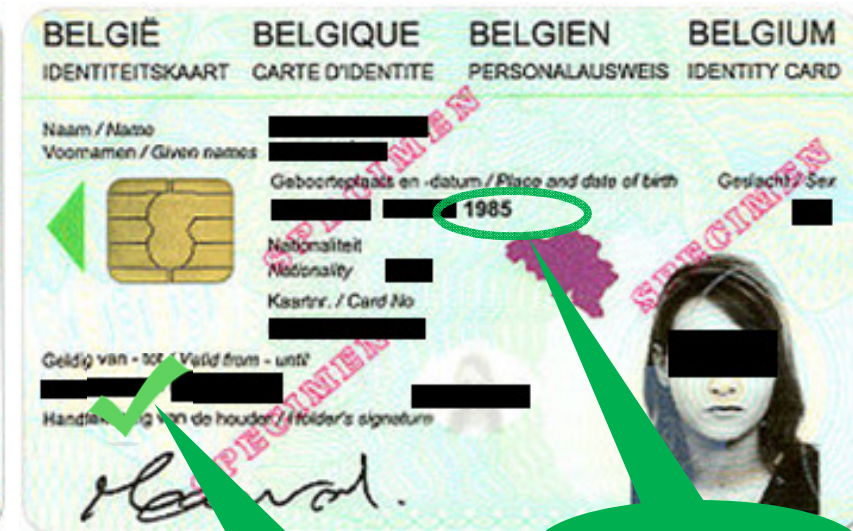 BELGIË BELGIQUE BELGIEN BELGIUM
IDENTITEITSKAART CARTE D'IDENTITE PERSONALAUSWEIS IDENTITY CARD
Naam / Name
Voornamen / Given names
Geboorteplaats en -datum / Place and date of birth Geslacht / Sex
1985
Nationaliteit
Nationality
Kaartnr. / Card No
Geldig van - tot / Valid from - until
van de houder / Holder's signature
SPECIMEN
SPECIMEN
SPECIMEN